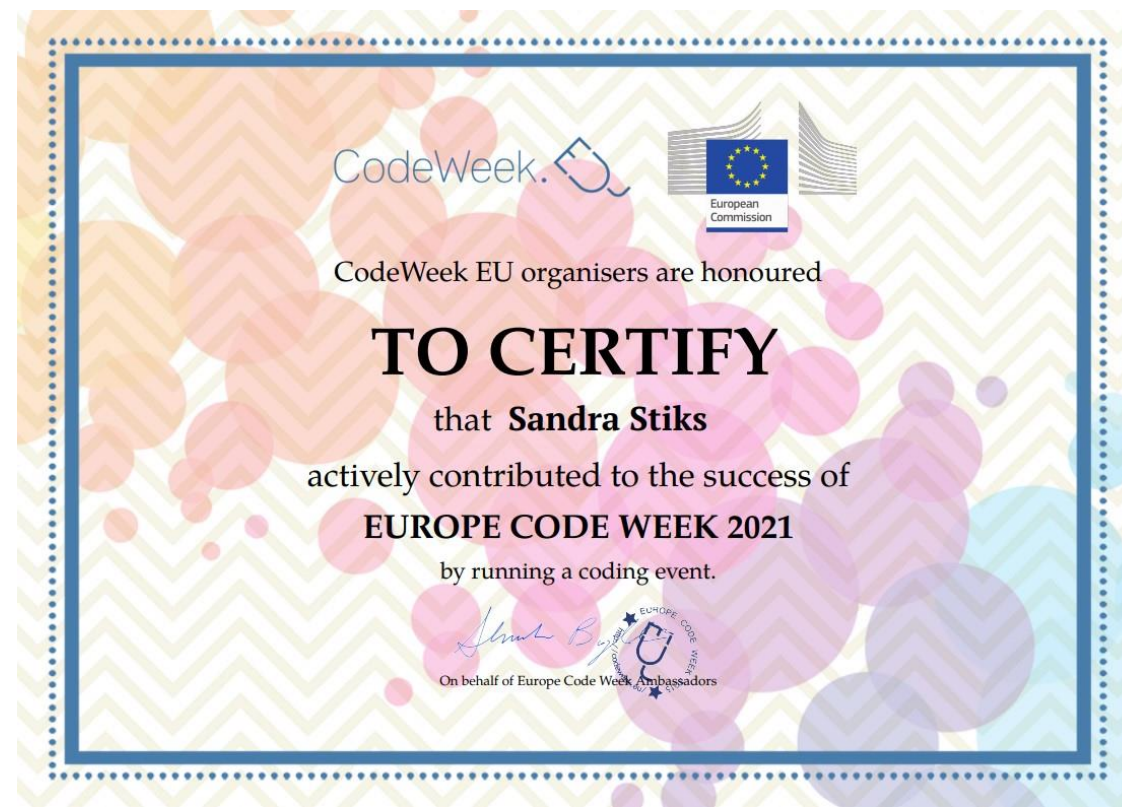 CodeWeek.EU
European
Commission
CodeWeek EU organisers are honoured
TO CERTIFY
that Sandra Stiks
actively contributed to the success of
EUROPE CODE WEEK 2021
by running a coding event.
EUROPE CODE WEEK
On behalf of Europe Code Week Ambassadors